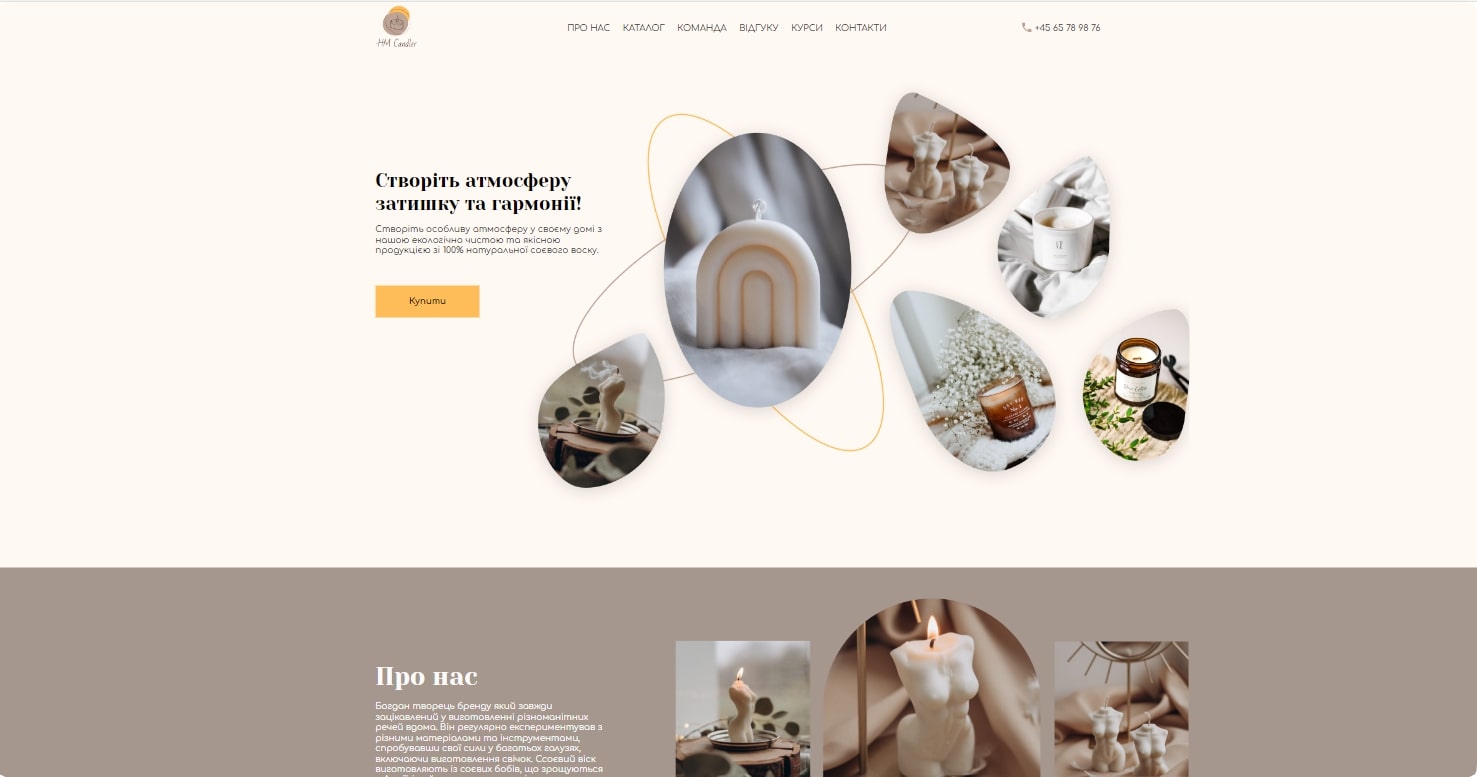 HM Candler
ПРО НАС КАТАЛОГ КОМАНДА ВІДГУКУ КУРСИ КОНТАКТИ
+45 65 78 98 76
Створіть атмосферу
затишку та гармонії!
Створіть особливу атмосферу у своєму домі з
нашою екологічно чистою та якісною
продукцією зі 100% натуральної соєвого воску.
Купити
Про нас
Богдан творець бренду який завжди
зацікавлений у виготовленні різноманітних
речей вдома. Він регулярно експериментував з
різними матеріалами та інструментами,
спробувавши свої сили у багатьох галузях,
включаючи виготовлення свічок. Ссоєвий віск
виготовляють із соєвих бобів, що зрощуються